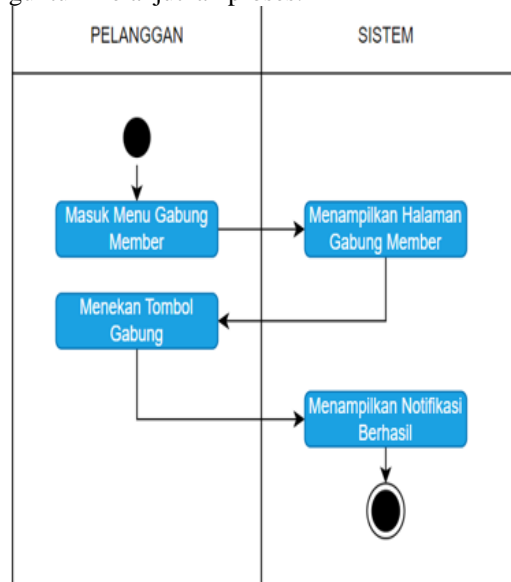 PELANGGAN
SISTEM
Masuk Menu Gabung
Member
Menampilkan Halaman
Gabung Member
Menekan Tombol
Gabung
Menampilkan Notifikasi
Berhasil